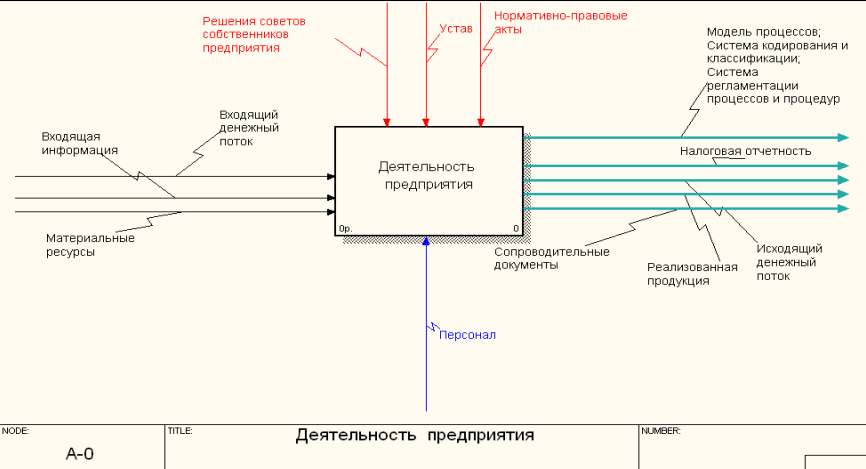 Решения советов
собственников
предприятия
Устав
Нормативно-правовые
акты
Модель процессов;
Система кодирования и
классификации;
Система
регламентации
процессов и процедур
Входящий
денежный
поток
Входящая
информация
Материальные
ресурсы
Деятельность
предприятия
0р.
0
Налоговая отчетность
Сопроводительные
документы
Реализованная
продукция
Исходящий
денежный
поток
Персонал
NODE:
A-0
TITLE:
Деятельность предприятия
NUMBER: